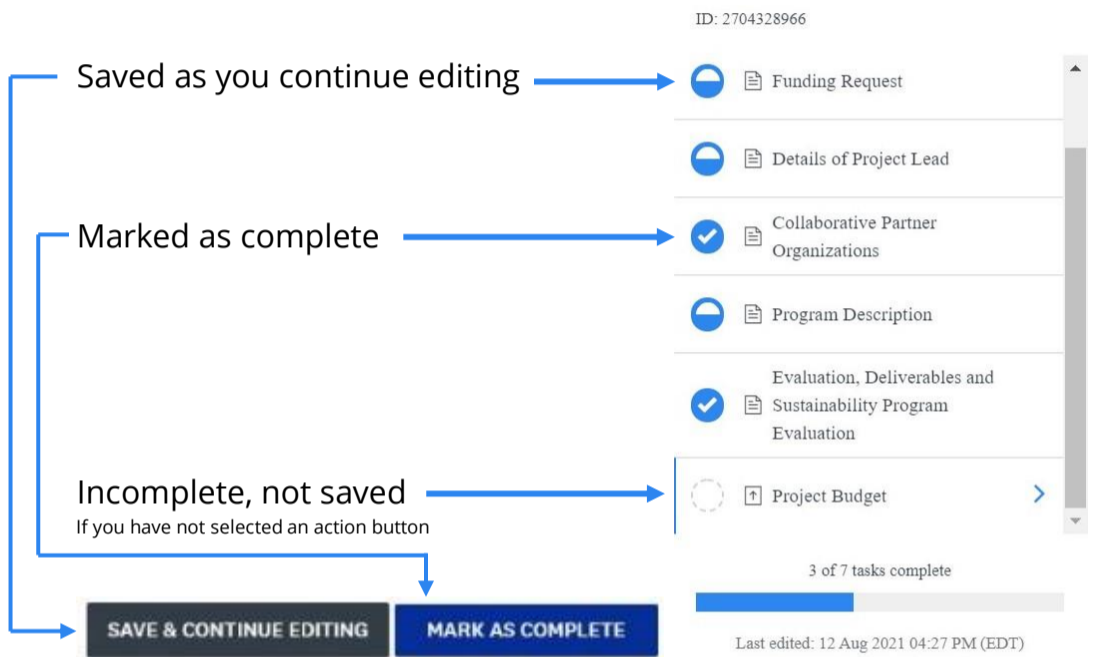 ID: 2704328966
Saved as you continue editing
Funding Request
Details of Project Lead
Marked as complete
Collaborative Partner
Organizations
Program Description
Evaluation, Deliverables and
Sustainability Program
Evaluation
Incomplete, not saved
If you have not selected an action button
Project Budget
3 of 7 tasks complete
SAVE & CONTINUE EDITING
MARK AS COMPLETE
Last edited: 12 Aug 2021 04:27 PM (EDT)